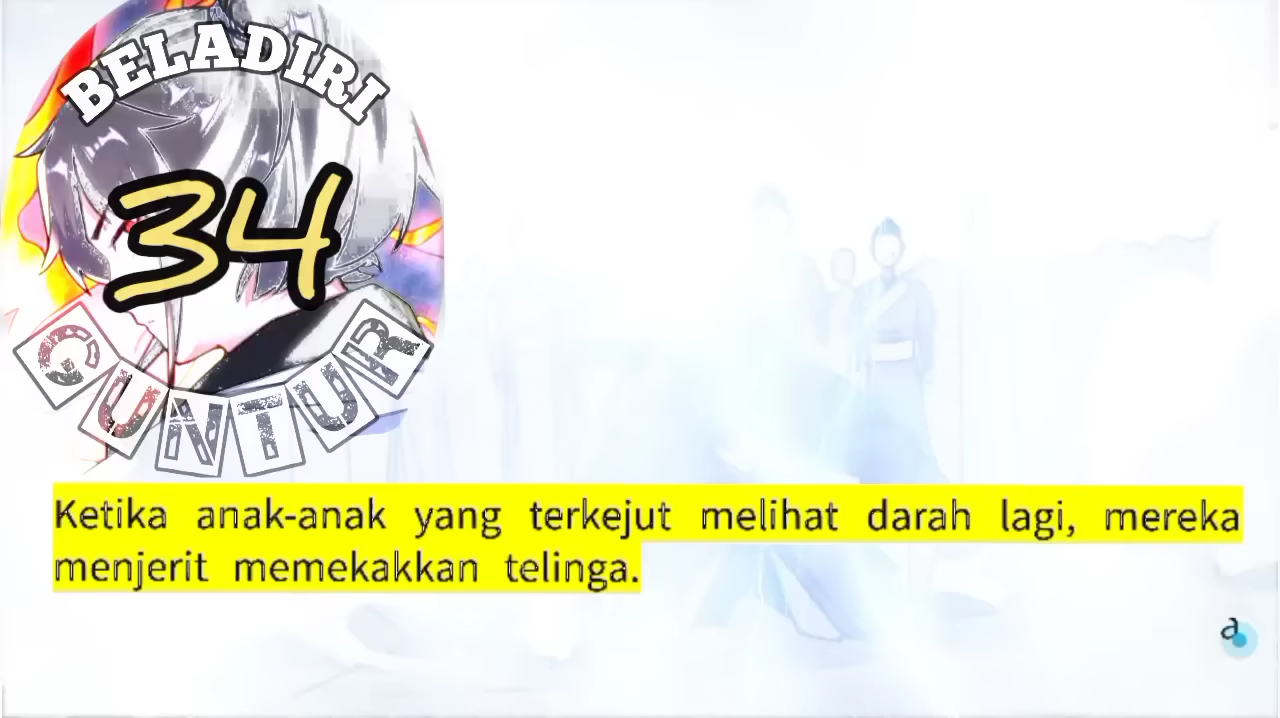 BELADIRI
34
GUNTUR
Ketika anak-anak yang terkejut melihat darah lagi, mereka
menjerit memekakkan telinga.
a